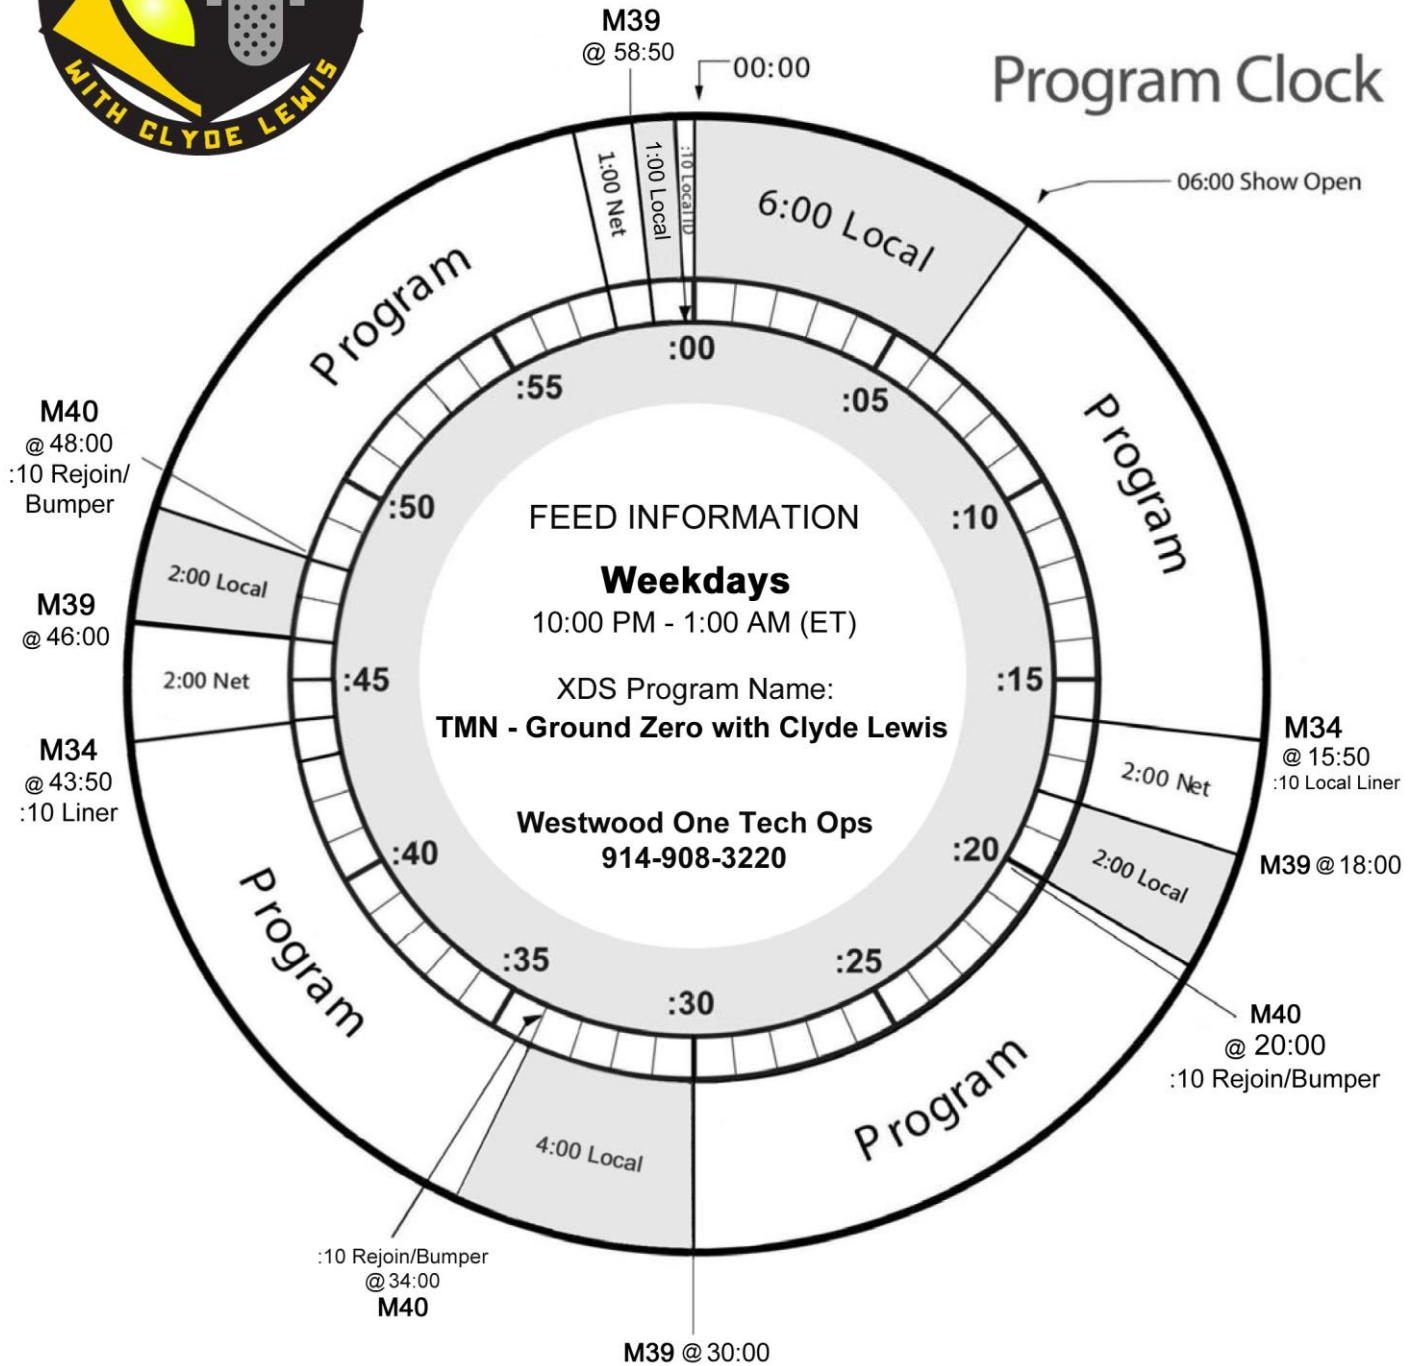 WITH CLYDE LEWIS
Program Clock
M39
@ 58:50
00:00
06:00 Show Open
1:00 Net
1:00 Local
:10 Local ID
6:00 Local
Program
Program
:00
:05
:10
:15
:20
:25
:30
:35
:40
:45
:50
:55
FEED INFORMATION
Weekdays
10:00 PM - 1:00 AM (ET)
XDS Program Name:
TMN - Ground Zero with Clyde Lewis
Westwood One Tech Ops
914-908-3220
M40
@ 48:00
:10 Rejoin/
Bumper
2:00 Local
M39
@ 46:00
2:00 Net
M34
@ 43:50
:10 Liner
M34
@ 15:50
:10 Local Liner
2:00 Net
M39 @ 18:00
2:00 Local
M40
@ 20:00
:10 Rejoin/Bumper
Program
Program
4:00 Local
:10 Rejoin/Bumper
@ 34:00
M40
M39 @ 30:00